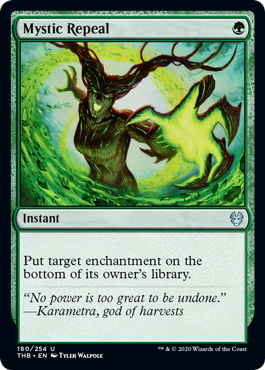 Mystic Repeal
Instant
Put target enchantment on the
bottom of its owner's library.
"No power is too great to be undone."
—Karametra, god of harvests
180/254 U
THB • EN TYLER WALPOLE
™ & © 2020 Wizards of the Coast